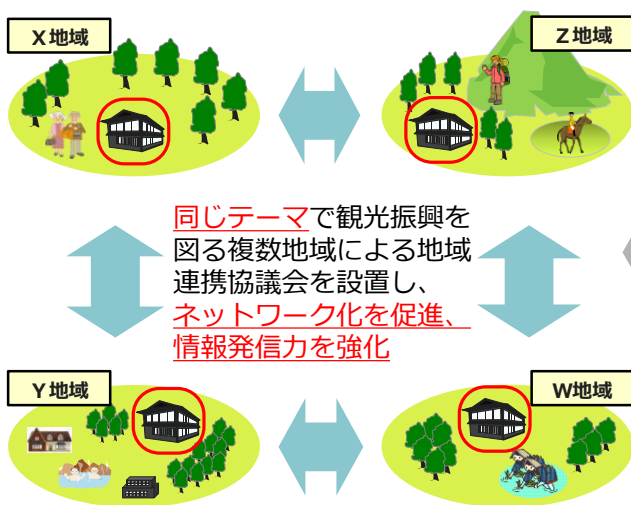 X地域
Z地域
同じテーマで観光振興を
図る複数地域による地域
連携協議会を設置し、
ネットワーク化を促進、
情報発信力を強化
Y地域
W地域